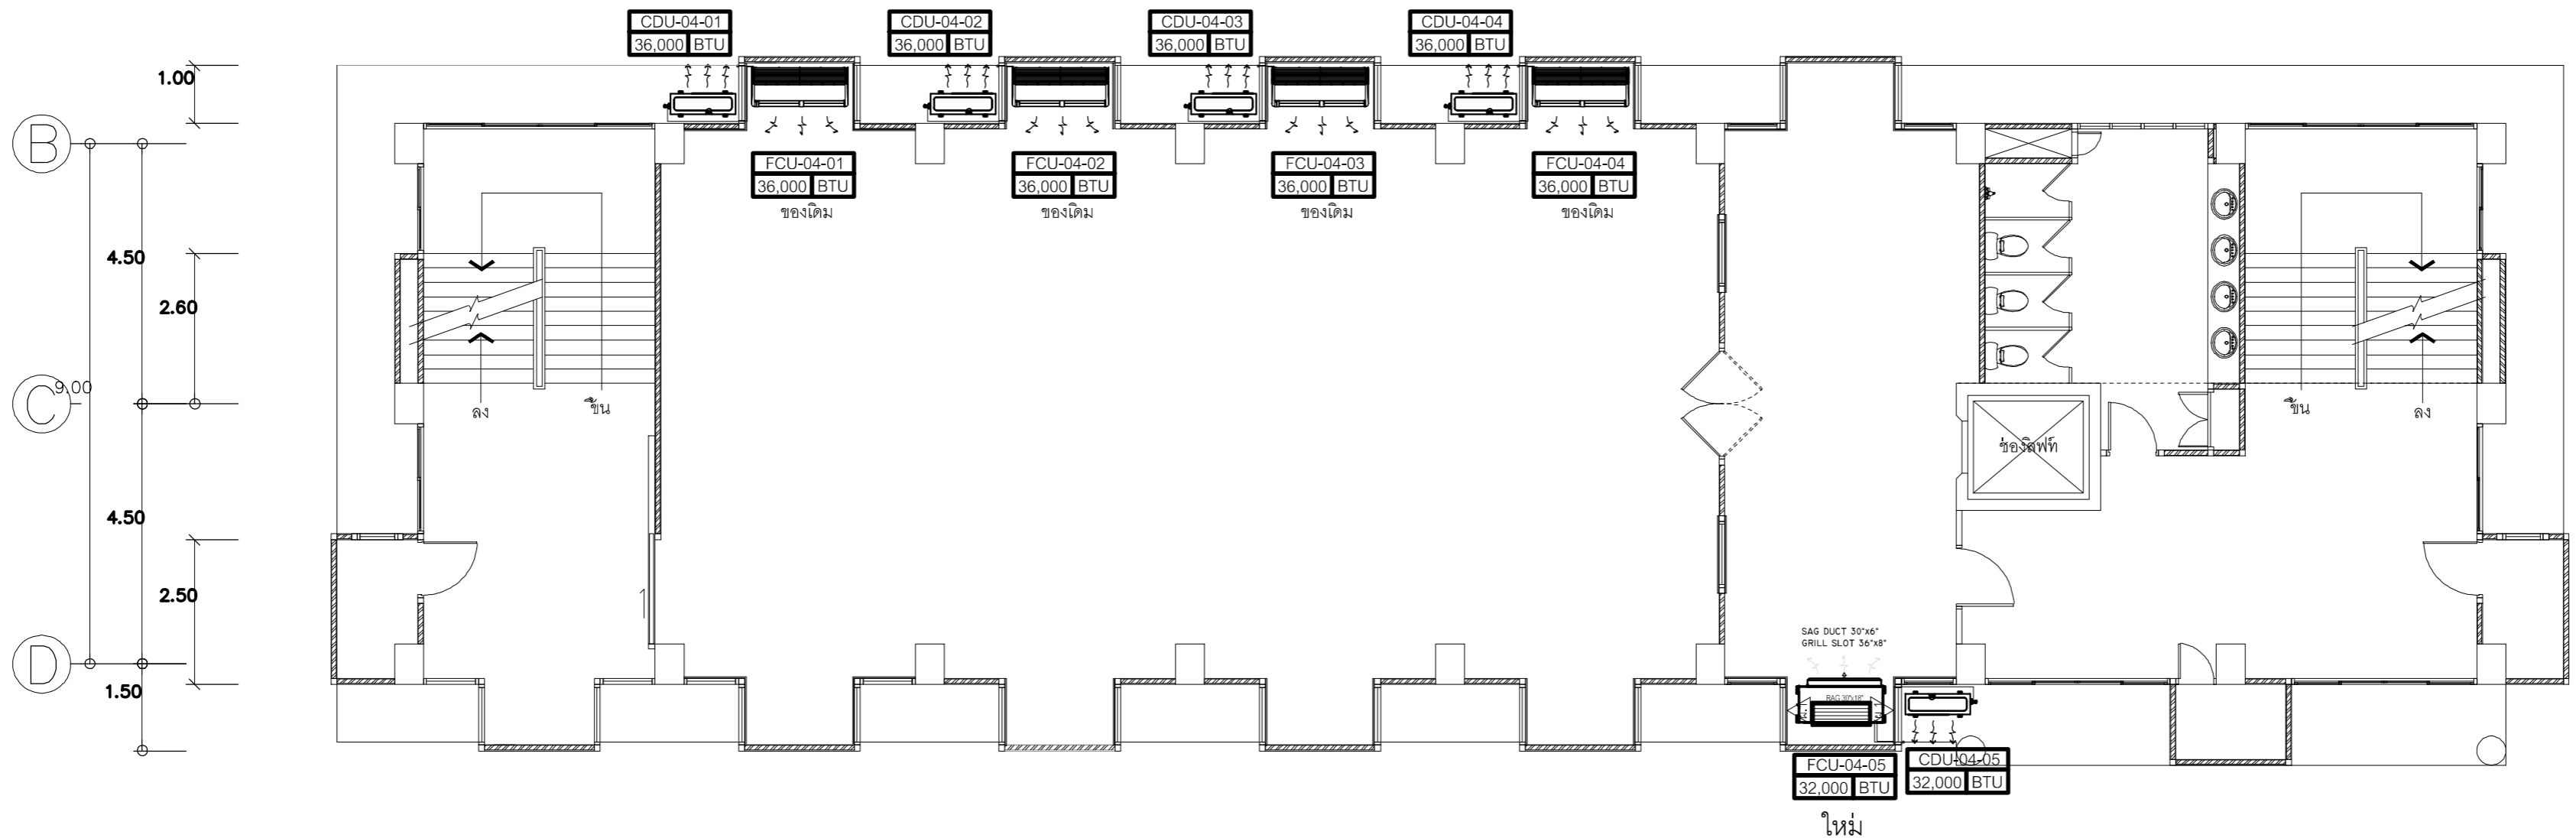 CDU-04-01
36,000 BTU
CDU-04-02
36,000 BTU
CDU-04-03
36,000 BTU
CDU-04-04
36,000 BTU
1.00
B
FCU-04-01
36,000 BTU
ของเดิม
FCU-04-02
36,000 BTU
ของเดิม
FCU-04-03
36,000 BTU
ของเดิม
FCU-04-04
36,000 BTU
ของเดิม
4.50
2.60
C
9.00
ลง
ขึ้น
ขึ้น
ลง
ช่องลิฟท์
4.50
2.50
D
1.50
SAG DUCT 30"x6"
GRILL SLOT 36"x8"
RAG 30"x18"
FCU-04-05
32,000 BTU
CDU-04-05
32,000 BTU
ใหม่